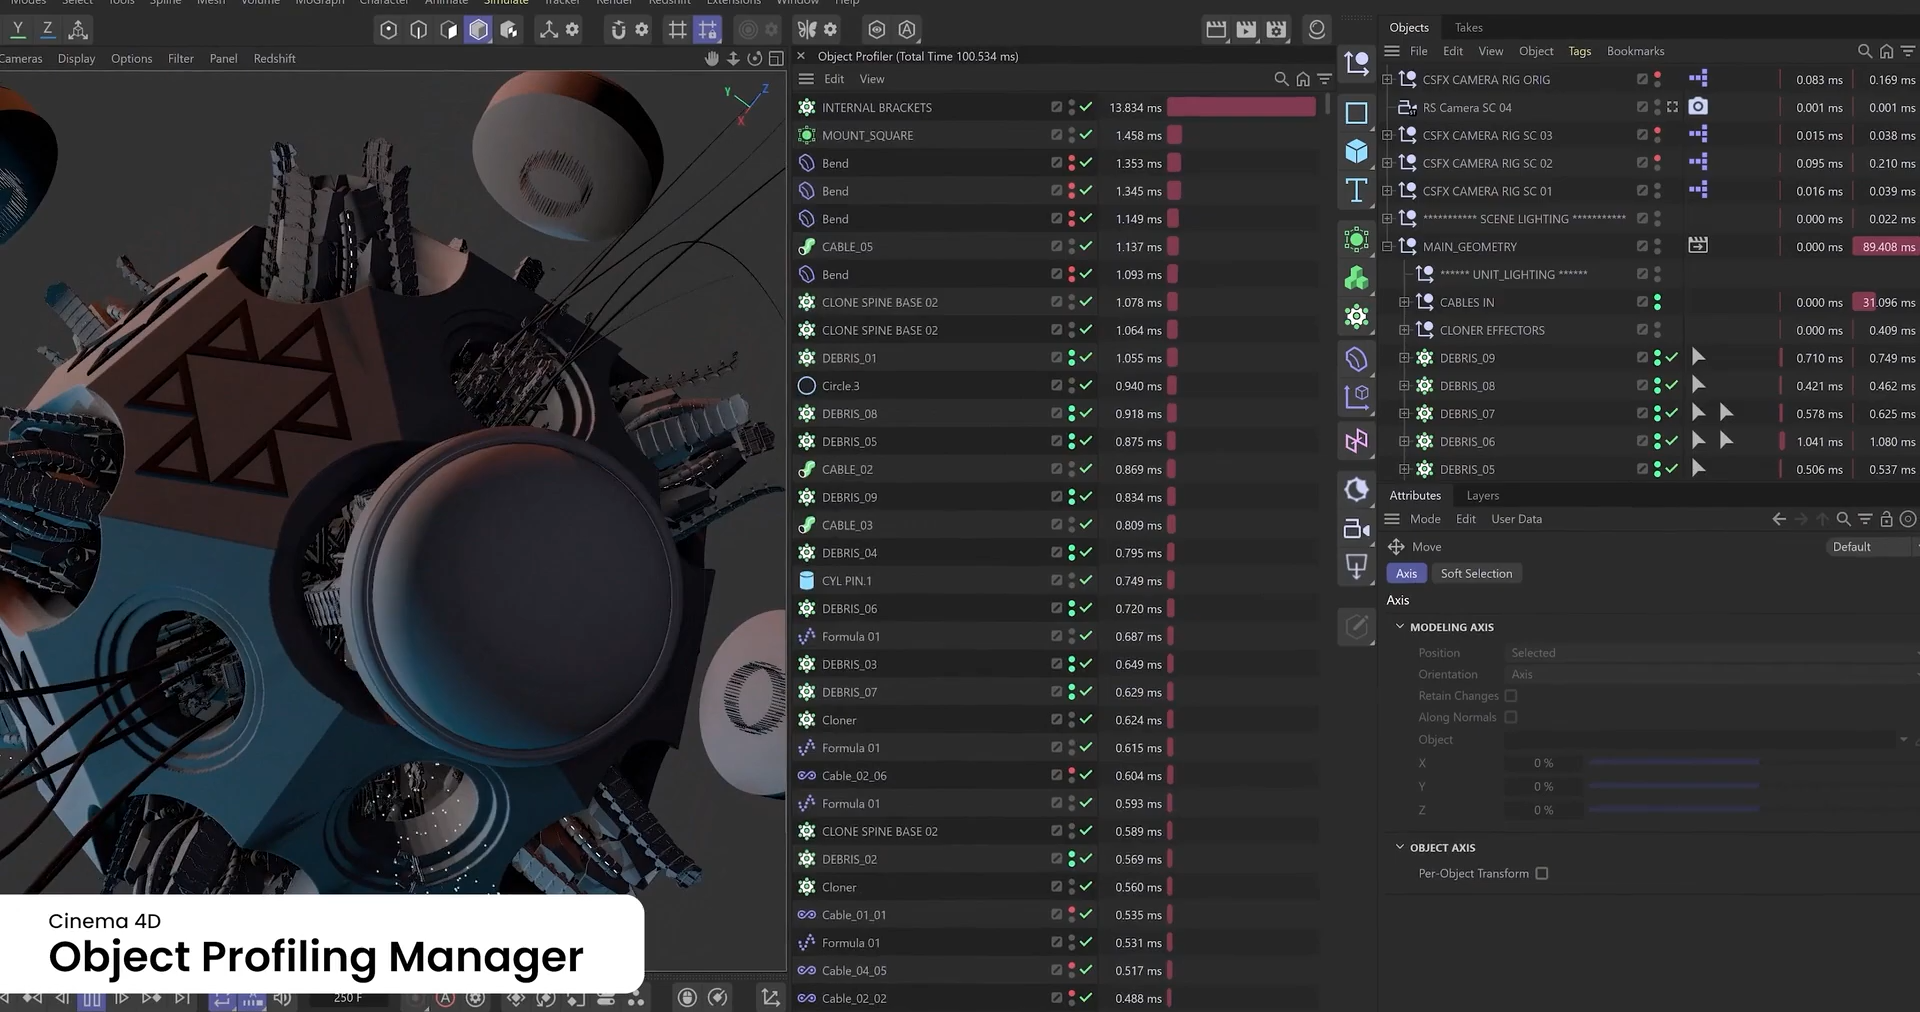 Modes Select Tools Spline Mesh Volume MoGraph Character Animate Simulate Tracker Render Redshift Extensions Window Help
Y Z
Cameras Display Options Filter Panel Redshift
Y Z X
Object Profiler (Total Time 100.534 ms)
Edit View
INTERNAL BRACKETS 13.834 ms
MOUNT_SQUARE 1.458 ms
Bend 1.353 ms
Bend 1.345 ms
Bend 1.149 ms
CABLE_05 1.137 ms
Bend 1.093 ms
CLONE SPINE BASE 02 1.078 ms
CLONE SPINE BASE 02 1.064 ms
DEBRIS_01 1.055 ms
Circle.3 0.940 ms
DEBRIS_08 0.918 ms
DEBRIS_05 0.875 ms
CABLE_02 0.869 ms
DEBRIS_09 0.834 ms
CABLE_03 0.809 ms
DEBRIS_04 0.795 ms
CYL PIN.1 0.749 ms
DEBRIS_06 0.720 ms
Formula 01 0.687 ms
DEBRIS_03 0.649 ms
DEBRIS_07 0.629 ms
Cloner 0.624 ms
Formula 01 0.615 ms
Cable_02_06 0.604 ms
Formula 01 0.593 ms
CLONE SPINE BASE 02 0.589 ms
DEBRIS_02 0.569 ms
Cloner 0.560 ms
Cable_01_01 0.535 ms
Formula 01 0.531 ms
Cable_04_05 0.517 ms
Cable_02_02 0.488 ms
Objects Takes
File Edit View Object Tags Bookmarks
CSFX CAMERA RIG ORIG 0.083 ms 0.169 ms
RS Camera SC 04 0.001 ms 0.001 ms
CSFX CAMERA RIG SC 03 0.015 ms 0.038 ms
CSFX CAMERA RIG SC 02 0.095 ms 0.210 ms
CSFX CAMERA RIG SC 01 0.016 ms 0.039 ms
*********** SCENE LIGHTING *********** 0.000 ms 0.022 ms
MAIN_GEOMETRY 0.000 ms 89.408 ms
****** UNIT_LIGHTING ******
CABLES IN 0.000 ms 31.096 ms
CLONER EFFECTORS 0.000 ms 0.409 ms
DEBRIS_09 0.710 ms 0.749 ms
DEBRIS_08 0.421 ms 0.462 ms
DEBRIS_07 0.578 ms 0.625 ms
DEBRIS_06 1.041 ms 1.080 ms
DEBRIS_05 0.506 ms 0.537 ms
Attributes Layers
Mode Edit User Data
Move Default
Axis Soft Selection
Axis
MODELING AXIS
Position Selected
Orientation Axis
Retain Changes
Along Normals
Object
X 0 %
Y 0 %
Z 0 %
OBJECT AXIS
Per-Object Transform
Cinema 4D
Object Profiling Manager
250 F